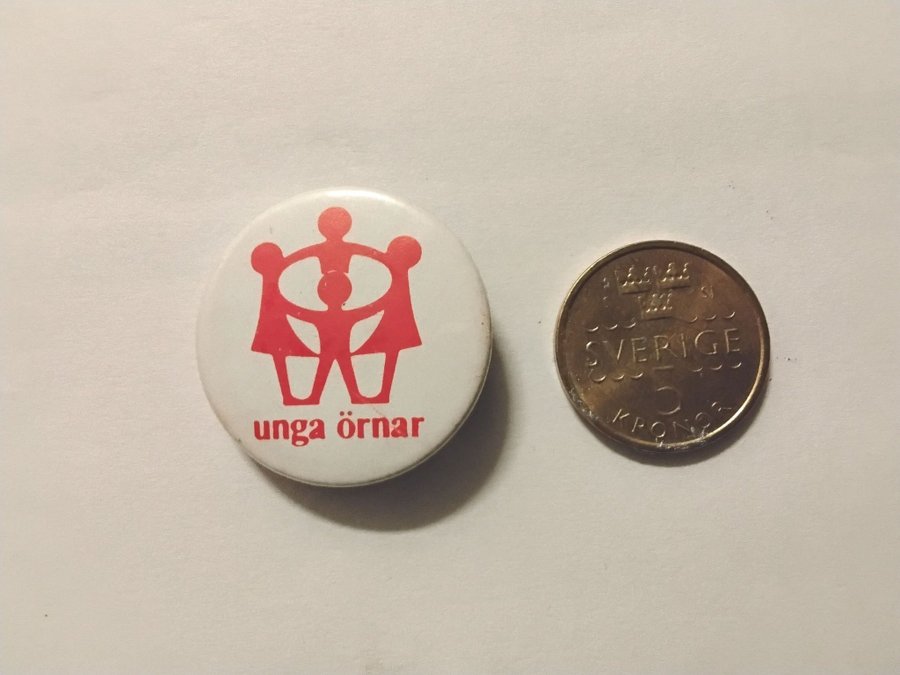 unga örnar
SVERIGE
5
KRONOR